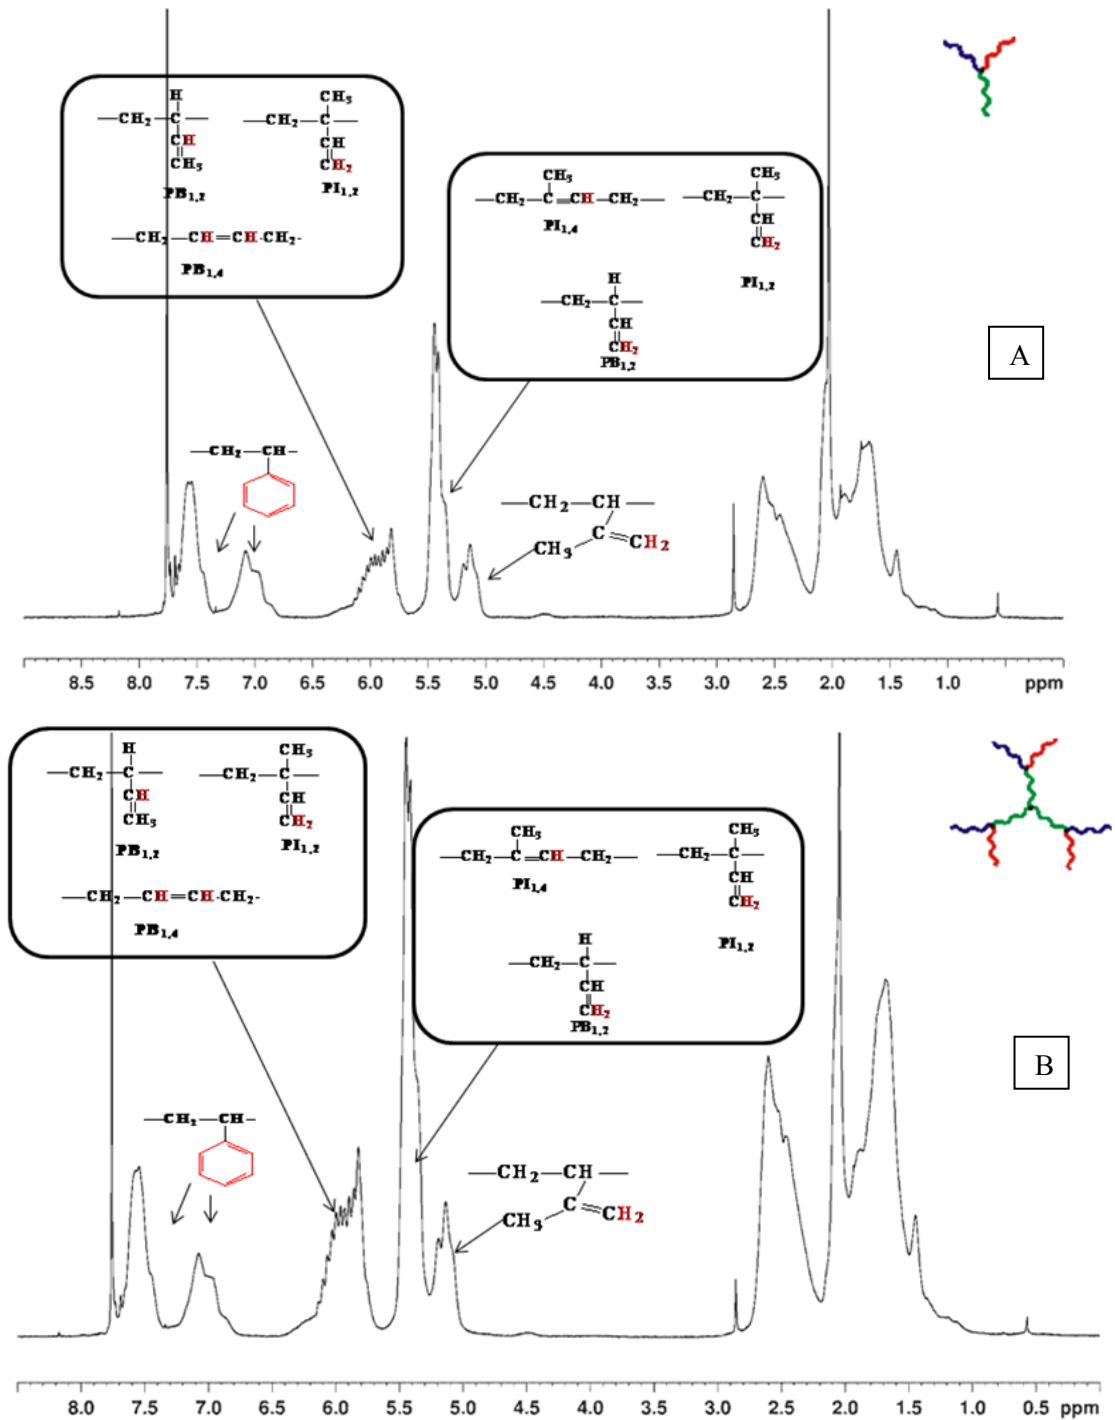 H
—CH₂—C—
CH
CH₃
PB₁,₂
CH₃
—CH₂—C—
CH
CH₂
PI₁,₂
—CH₂—CH=CH-CH₂-
PB₁,₄
CH₃
—CH₂—C=CH—CH₂—
PI₁,₄
CH₃
—CH₂—C—
CH
CH₂
PI₁,₂
H
—CH₂—C—
CH
CH₂
PB₁,₂
A
—CH₂—CH-
—CH₂—CH—
C=CH₂
CH₃
8.5 8.0 7.5 7.0 6.5 6.0 5.5 5.0 4.5 4.0 3.5 3.0 2.5 2.0 1.5 1.0 ppm
H
—CH₂—C—
CH
CH₃
PB₁,₂
CH₃
—CH₂—C—
CH
CH₂
PI₁,₂
—CH₂—CH=CH-CH₂-
PB₁,₄
CH₃
—CH₂—C=CH—CH₂—
PI₁,₄
CH₃
—CH₂—C—
CH
CH₂
PI₁,₂
H
—CH₂—C—
CH
CH₂
PB₁,₂
B
—CH₂—CH-
—CH₂—CH—
C=CH₂
CH₃
8.0 7.5 7.0 6.5 6.0 5.5 5.0 4.5 4.0 3.5 3.0 2.5 2.0 1.5 1.0 0.5 ppm